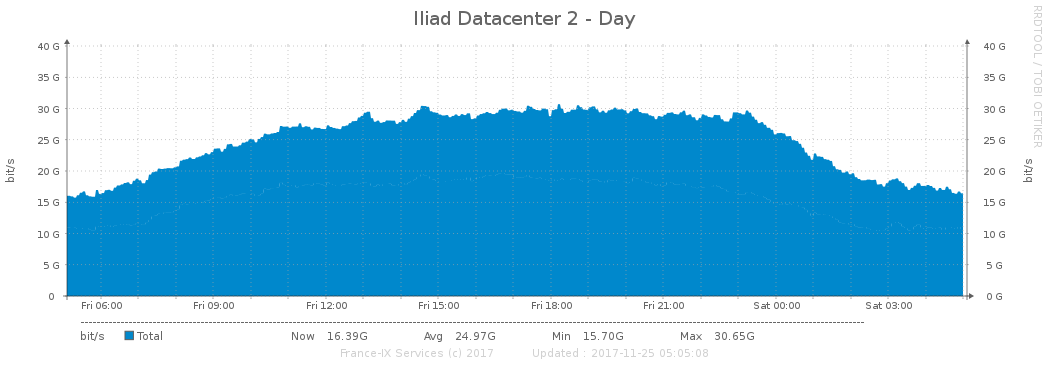 Iliad Datacenter 2 - Day
RRDTOOL / TOBI OETIKER
bit/s
40 G
35 G
30 G
25 G
20 G
15 G
10 G
5 G
0
40 G
35 G
30 G
25 G
20 G
15 G
10 G
5 G
0 G
bit/s
Fri 06:00 Fri 09:00 Fri 12:00 Fri 15:00 Fri 18:00 Fri 21:00 Sat 00:00 Sat 03:00
bit/s Total Now 16.39G Avg 24.97G Min 15.70G Max 30.65G
France-IX Services (c) 2017 Updated : 2017-11-25 05:05:08